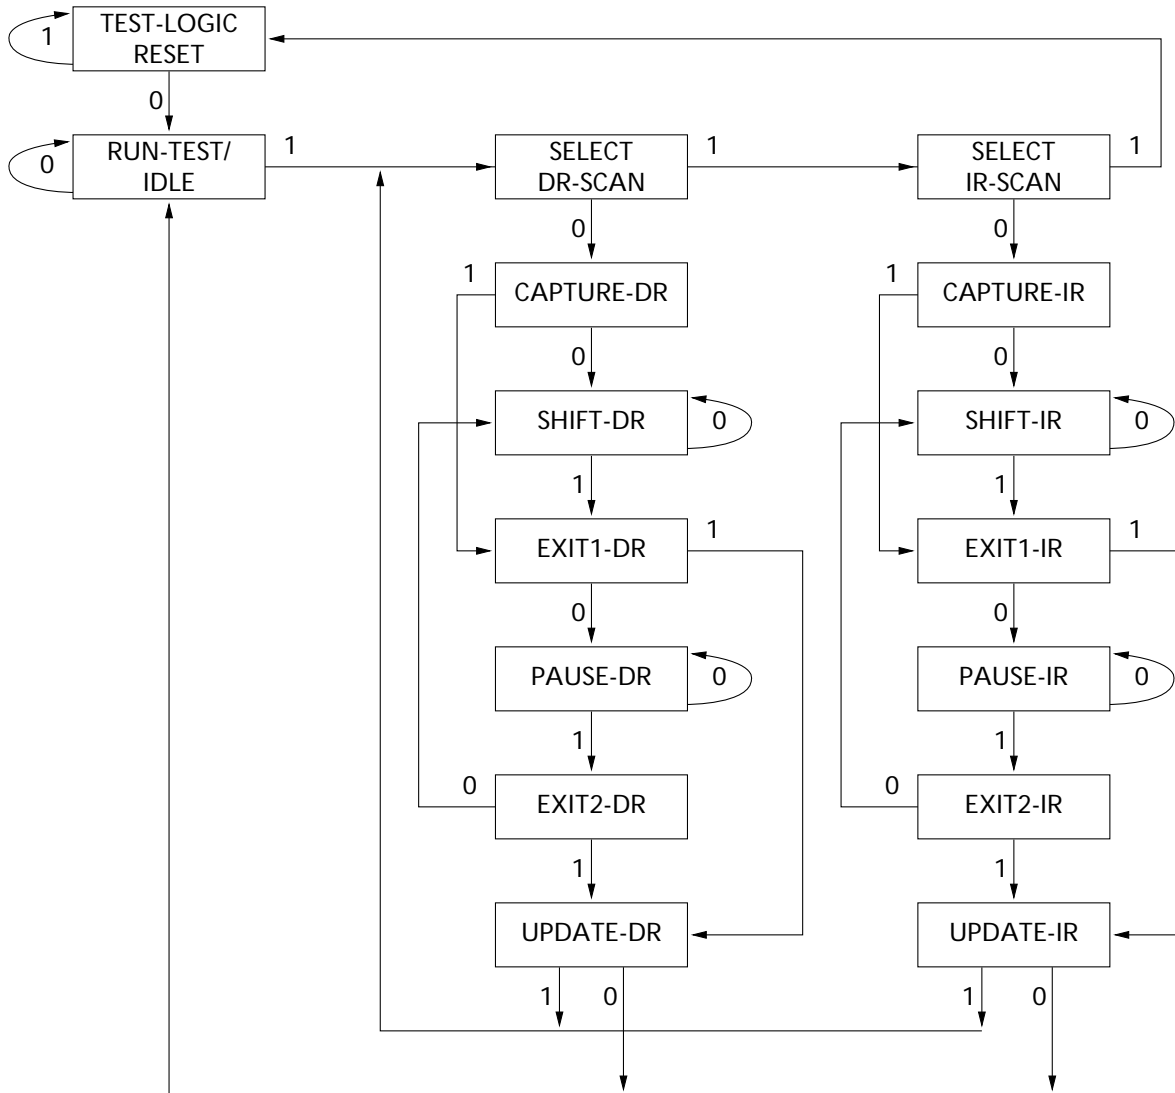 TEST-LOGIC
RESET
1
0
RUN-TEST/
IDLE
0
1
SELECT
DR-SCAN
1
SELECT
IR-SCAN
1
0
0
1
CAPTURE-DR
1
CAPTURE-IR
0
0
SHIFT-DR
0
SHIFT-IR
0
1
1
EXIT1-DR
1
EXIT1-IR
1
0
0
PAUSE-DR
0
PAUSE-IR
0
1
1
0
EXIT2-DR
0
EXIT2-IR
1
1
UPDATE-DR
UPDATE-IR
1
0
1
0